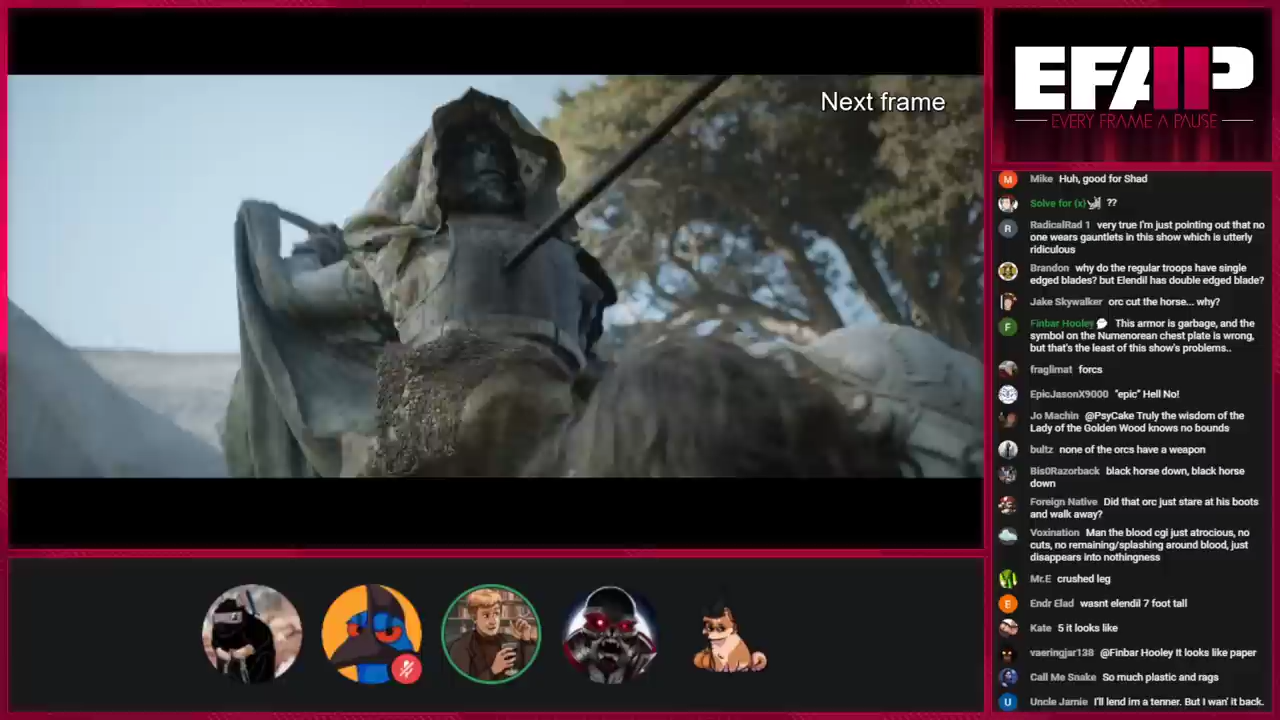 Next frame
EFAP
EVERY FRAME A PAUSE
Mike Huh, good for Shad
Solve for (x) ??
RadicalRad 1 very true I'm just pointing out that no
one wears gauntlets in this show which is utterly
ridiculous
Brandon why do the regular troops have single
edged blades? but Elendil has double edged blade?
Jake Skywalker orc cut the horse... why?
Finbar Hooley This armor is garbage, and the
symbol on the Numenorean chest plate is wrong,
but that's the least of this show's problems..
fraglimat forcs
EpicJasonX9000 "epic" Hell No!
Jo Machin @PsyCake Truly the wisdom of the
Lady of the Golden Wood knows no bounds
bultz none of the orcs have a weapon
Bis0Razorback black horse down, black horse
down
Foreign Native Did that orc just stare at his boots
and walk away?
Voxination Man the blood cgi just atrocious, no
cuts, no remaining/splashing around blood, just
disappears into nothingness
Mr.E crushed leg
Endr Elad wasnt elendil 7 foot tall
Kate 5 it looks like
vaeringjar138 @Finbar Hooley It looks like paper
Call Me Snake So much plastic and rags
Uncle Jamie I'll lend im a tenner. But I wan' it back.
M
R
F
E
U